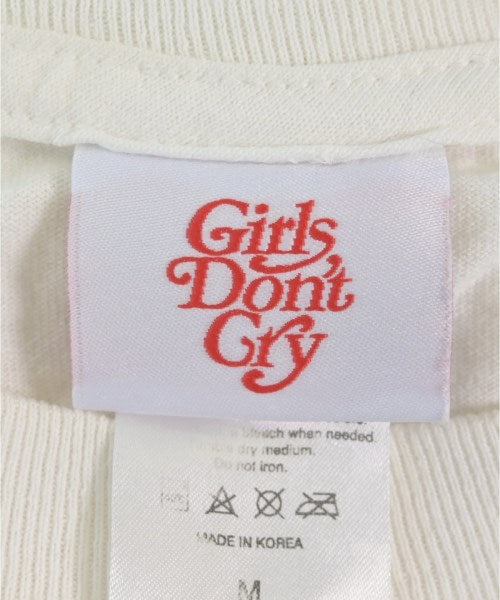 Girls
Don't
Cry
bleach when needed
dry medium.
Do not iron.
MADE IN KOREA
M